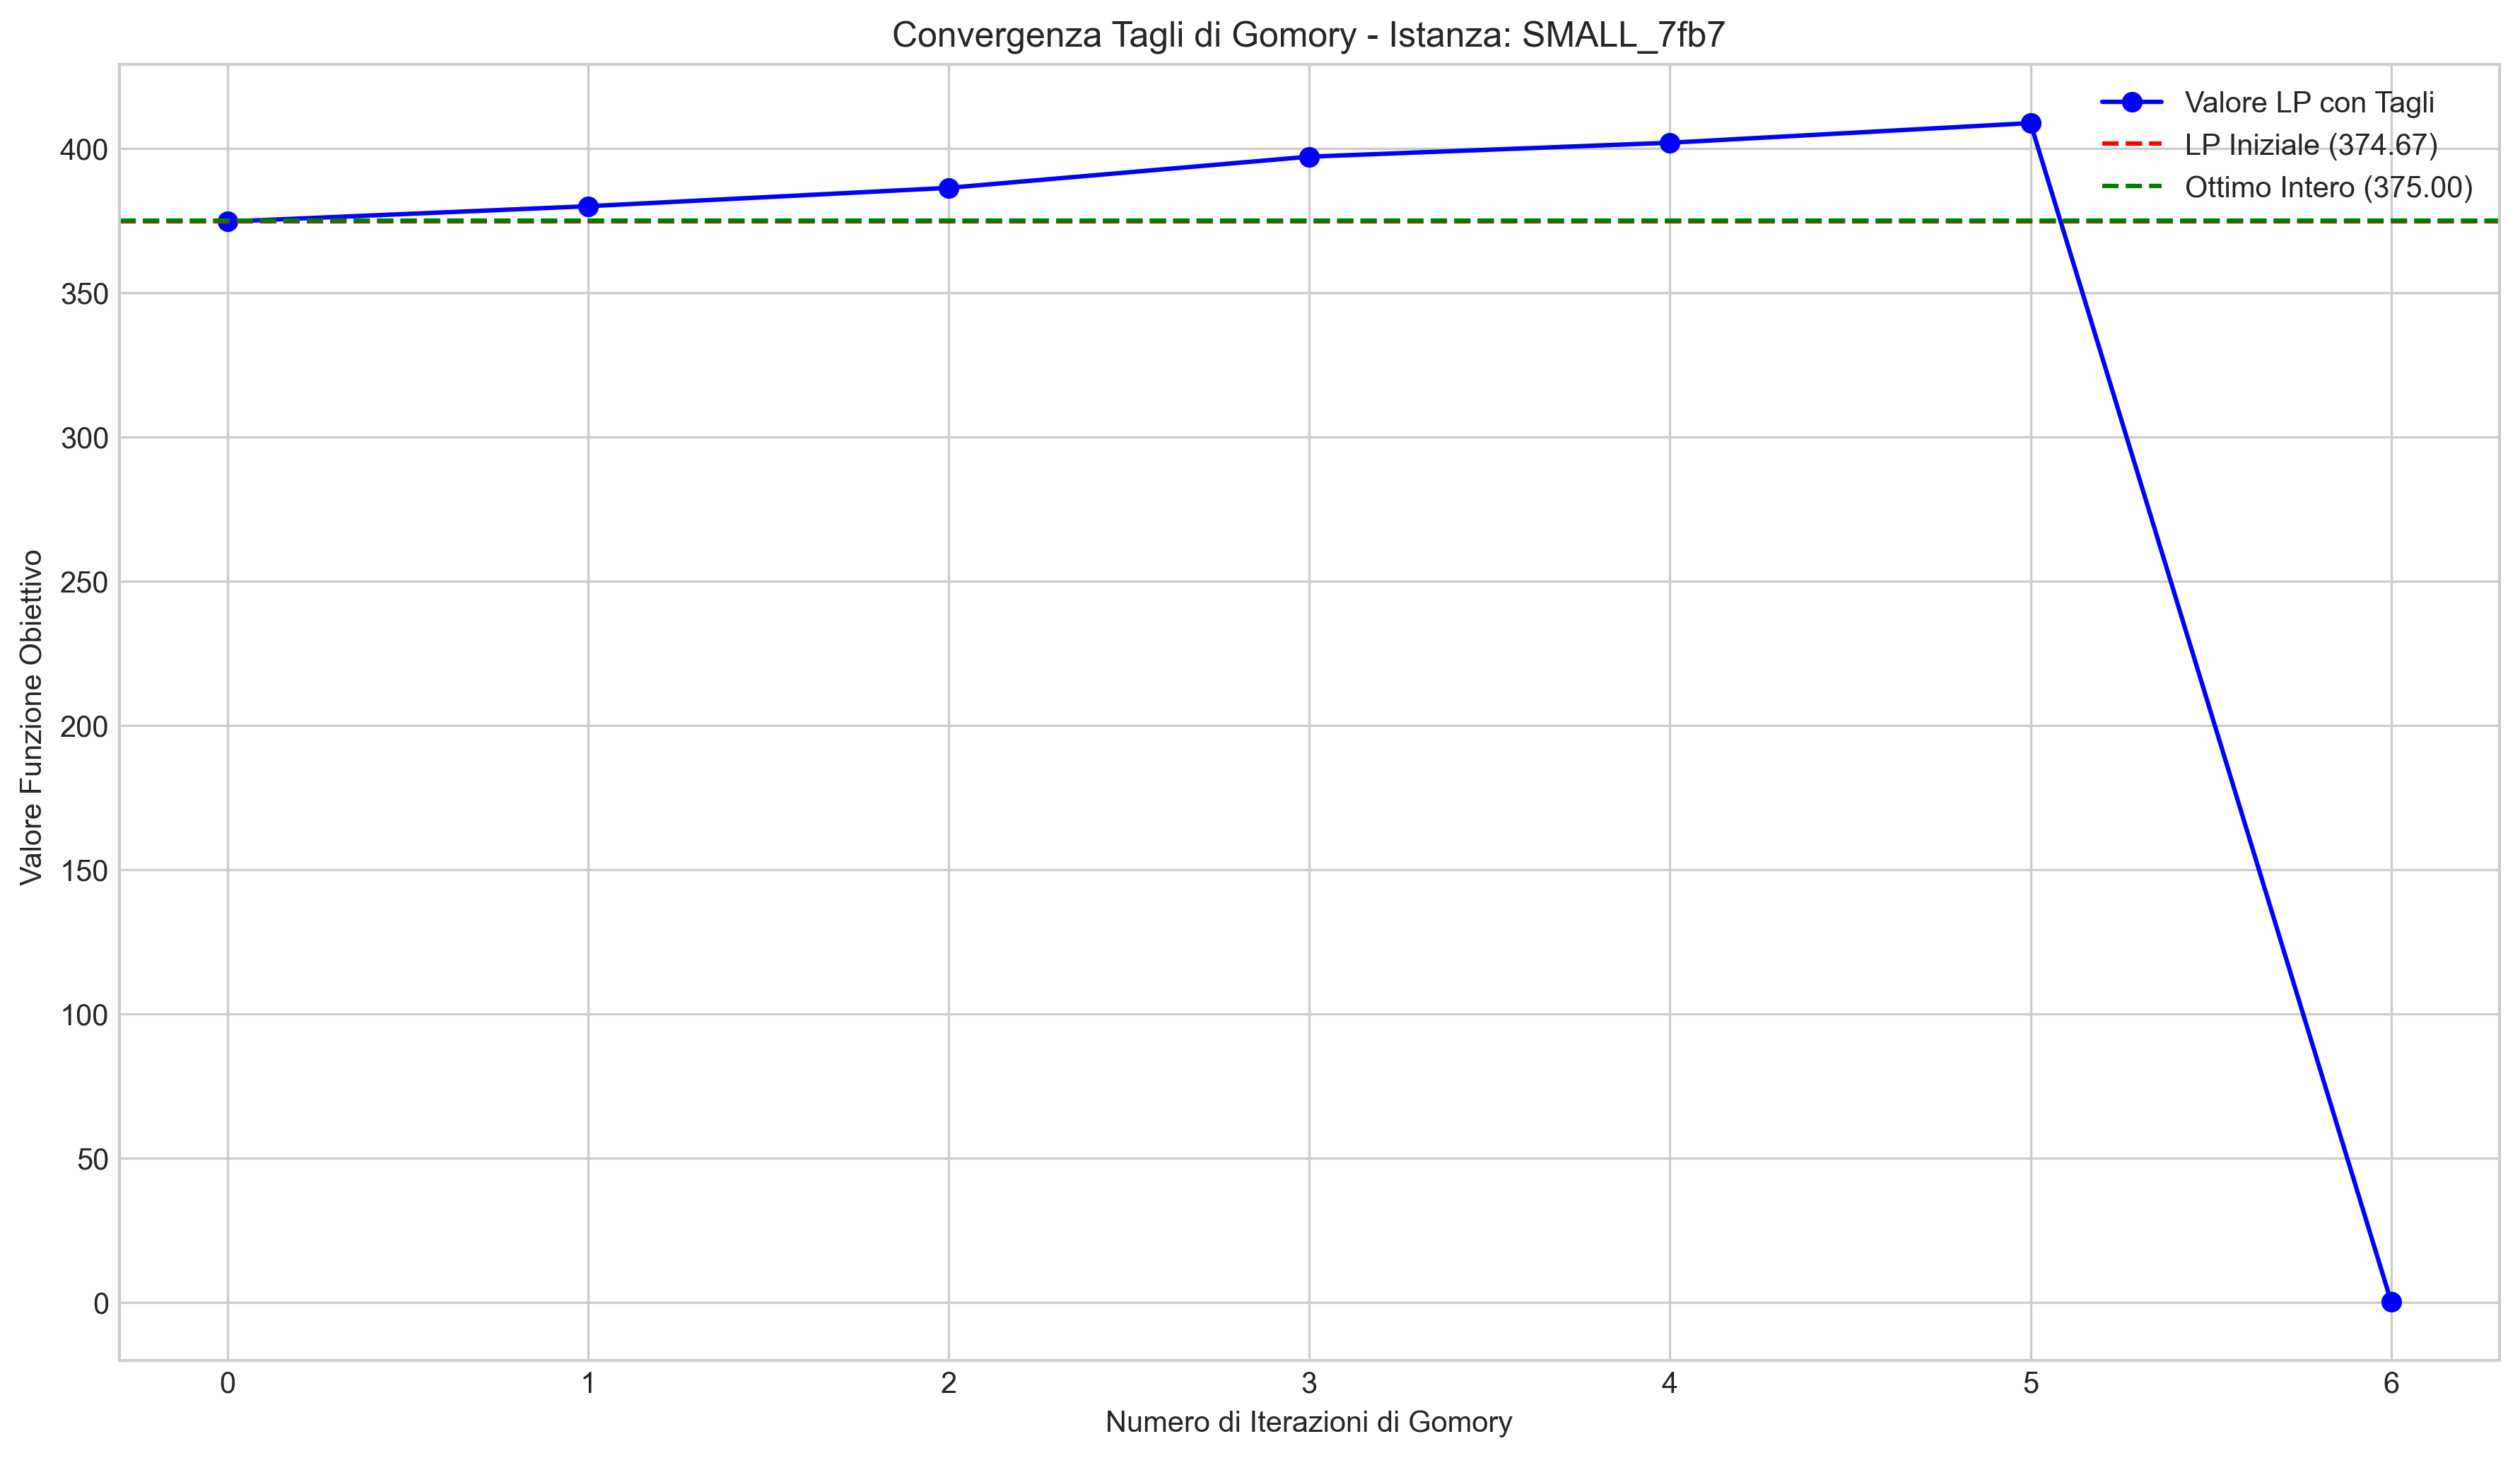 Convergenza Tagli di Gomory - Istanza: SMALL_7fb7
Valore LP con Tagli
LP Iniziale (374.67)
Ottimo Intero (375.00)
Valore Funzione Obiettivo
400
350
300
250
200
150
100
50
0
0 1 2 3 4 5 6
Numero di Iterazioni di Gomory